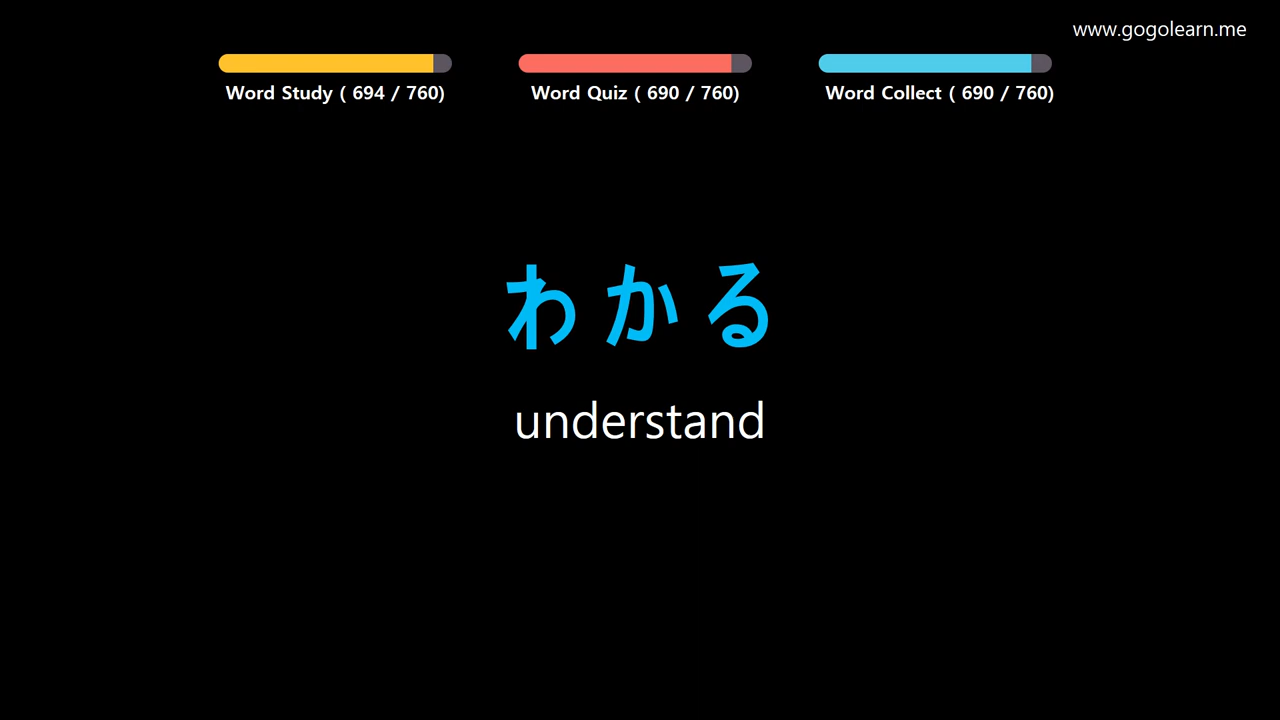 www.gogolearn.me
Word Study ( 694 / 760) Word Quiz ( 690 / 760) Word Collect ( 690 / 760)
わかる
understand